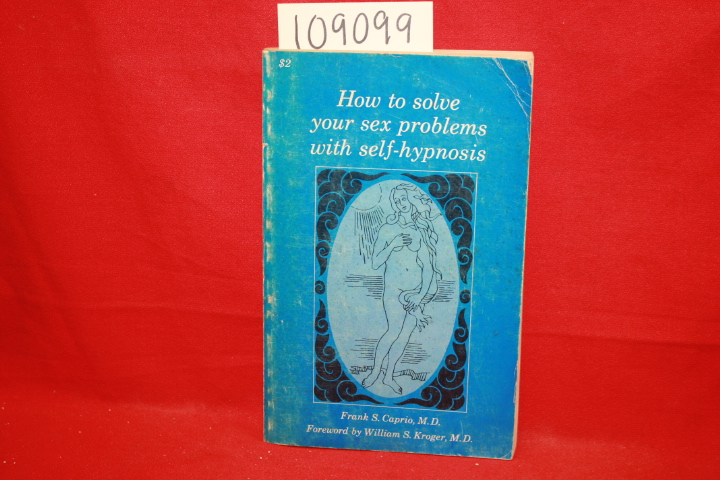 109099
$2
How to solve
your sex problems
with self-hypnosis
Frank S. Caprio, M.D.
Foreword by William S. Kroger, M.D.